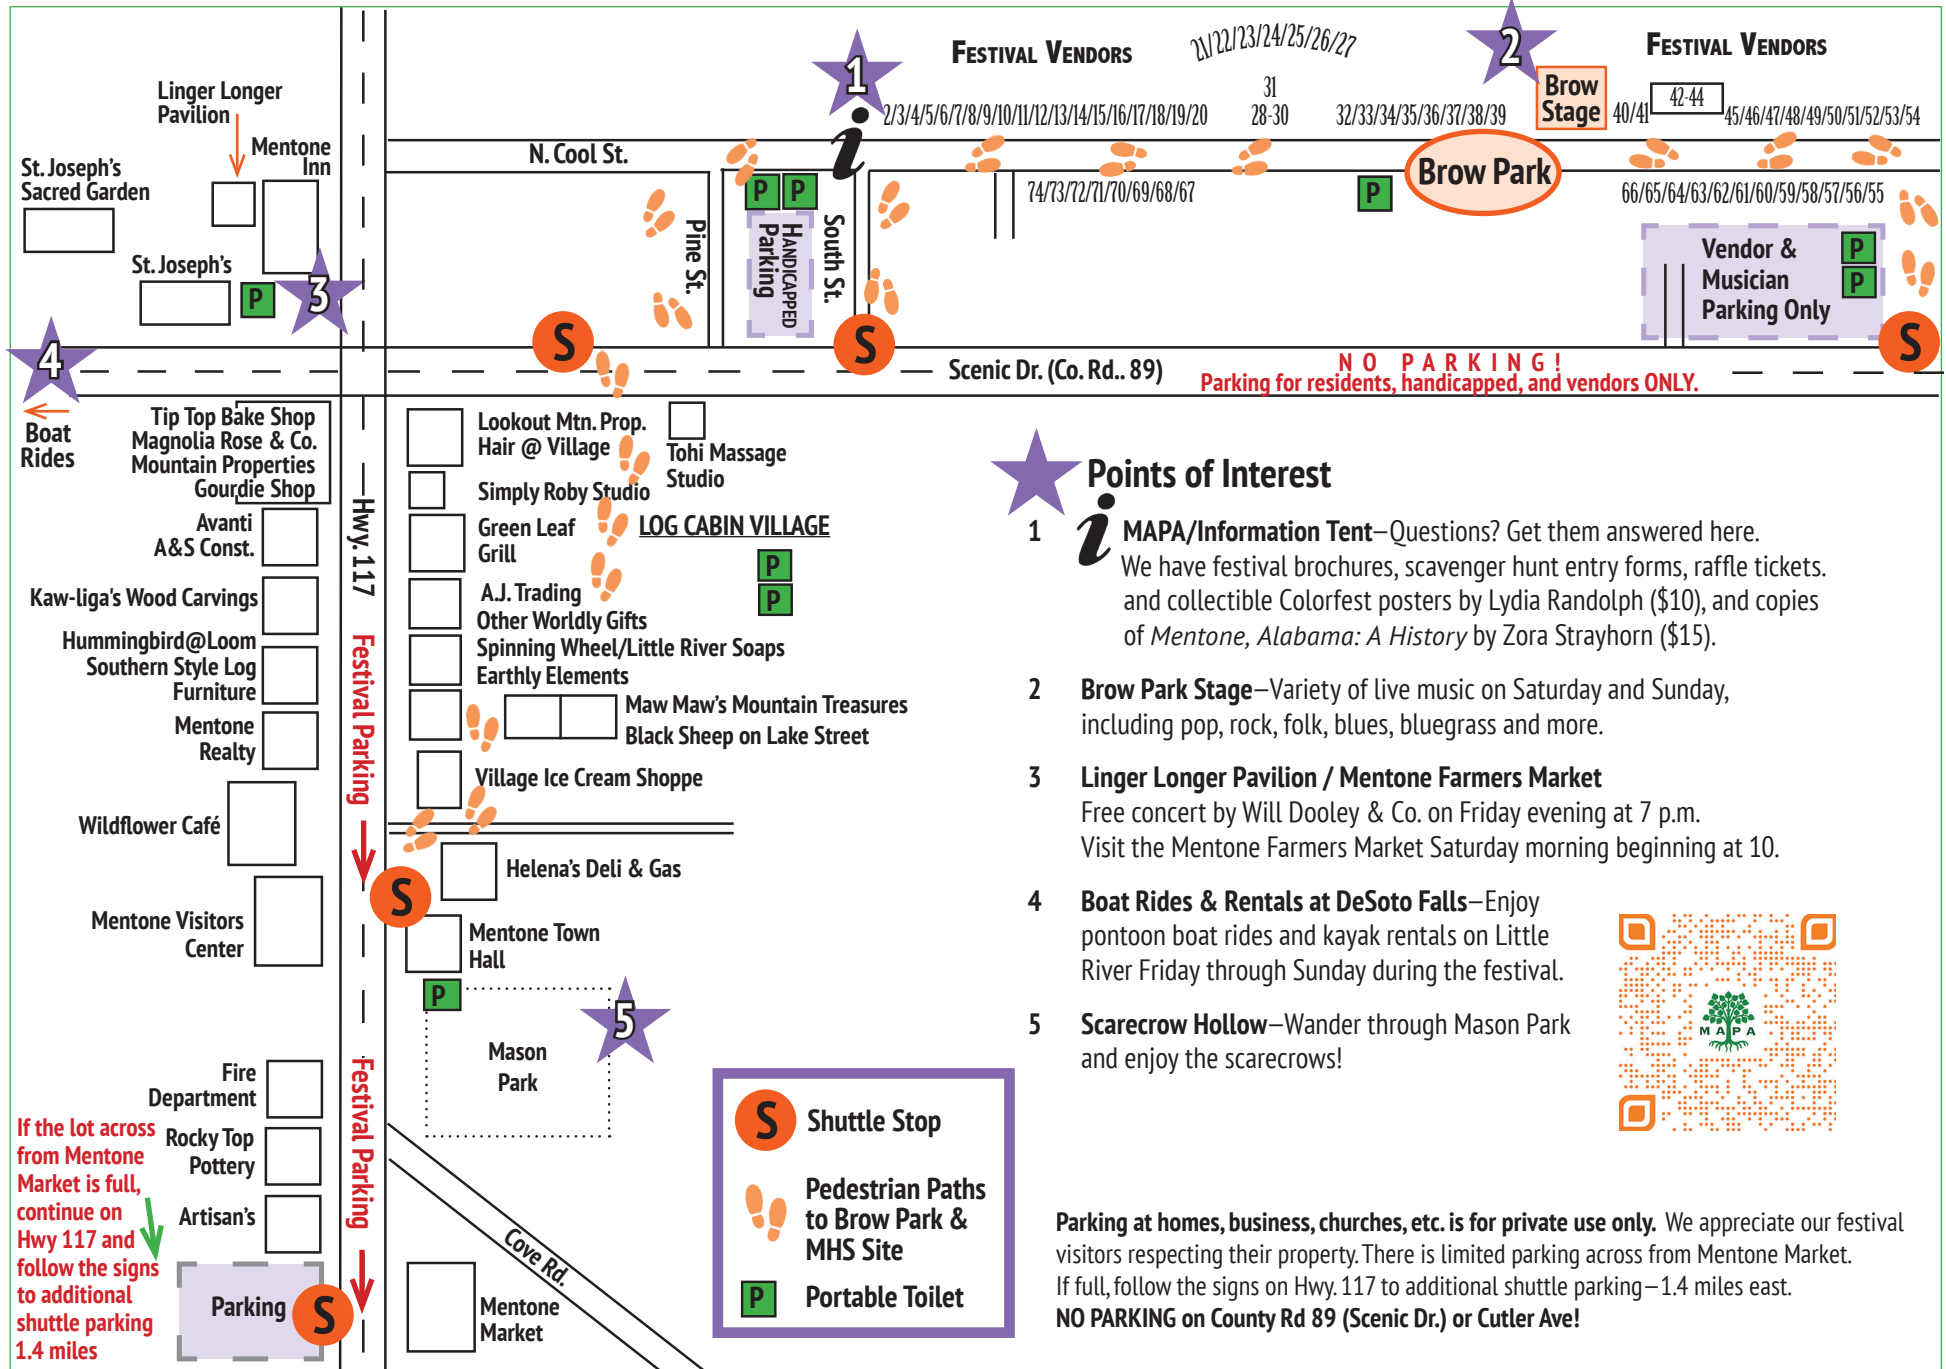 FESTIVAL VENDORS
21/22/23/24/25/26/27
FESTIVAL VENDORS
1
2
31
28-30
2/3/4/5/6/7/8/9/10/11/12/13/14/15/16/17/18/19/20
32/33/34/35/36/37/38/39
Brow
Stage
40/41
42-44
45/46/47/48/49/50/51/52/53/54
i
N. Cool St.
Brow Park
74/73/72/71/70/69/68/67
66/65/64/63/62/61/60/59/58/57/56/55
P
P
P
Pine St.
HANDICAPPED
Parking
South St.
Vendor &
Musician
Parking Only
P
P
Linger Longer
Pavilion
Mentone
Inn
St. Joseph's
Sacred Garden
St. Joseph's
P
3
4
S
S
S
Scenic Dr. (Co. Rd.. 89)
NO PARKING!
Parking for residents, handicapped, and vendors ONLY.
Boat
Rides
Tip Top Bake Shop
Magnolia Rose & Co.
Mountain Properties
Gourdie Shop
Avanti
A&S Const.
Kaw-liga's Wood Carvings
Hummingbird@Loom
Southern Style Log
Furniture
Mentone
Realty
Wildflower Café
Mentone Visitors
Center
Fire
Department
Rocky Top
Pottery
Artisan's
If the lot across
from Mentone
Market is full,
continue on
Hwy 117 and
follow the signs
to additional
shuttle parking
1.4 miles
Parking
S
Hwy. 117
Festival Parking
Festival Parking
Lookout Mtn. Prop.
Hair @ Village
Tohi Massage
Studio
Simply Roby Studio
Green Leaf
Grill
LOG CABIN VILLAGE
P
P
A.J. Trading
Other Worldly Gifts
Spinning Wheel/Little River Soaps
Earthly Elements
Maw Maw's Mountain Treasures
Black Sheep on Lake Street
Village Ice Cream Shoppe
Helena's Deli & Gas
S
Mentone Town
Hall
P
5
Mason
Park
Cove Rd.
Mentone
Market
S
Shuttle Stop
Pedestrian Paths
to Brow Park &
MHS Site
P
Portable Toilet
Points of Interest
1 i MAPA/Information Tent—Questions? Get them answered here.
We have festival brochures, scavenger hunt entry forms, raffle tickets.
and collectible Colorfest posters by Lydia Randolph ($10), and copies
of Mentone, Alabama: A History by Zora Strayhorn ($15).
2 Brow Park Stage—Variety of live music on Saturday and Sunday,
including pop, rock, folk, blues, bluegrass and more.
3 Linger Longer Pavilion / Mentone Farmers Market
Free concert by Will Dooley & Co. on Friday evening at 7 p.m.
Visit the Mentone Farmers Market Saturday morning beginning at 10.
4 Boat Rides & Rentals at DeSoto Falls—Enjoy
pontoon boat rides and kayak rentals on Little
River Friday through Sunday during the festival.
5 Scarecrow Hollow—Wander through Mason Park
and enjoy the scarecrows!
MAPA
Parking at homes, business, churches, etc. is for private use only. We appreciate our festival
visitors respecting their property. There is limited parking across from Mentone Market.
If full, follow the signs on Hwy. 117 to additional shuttle parking—1.4 miles east.
NO PARKING on County Rd 89 (Scenic Dr.) or Cutler Ave!